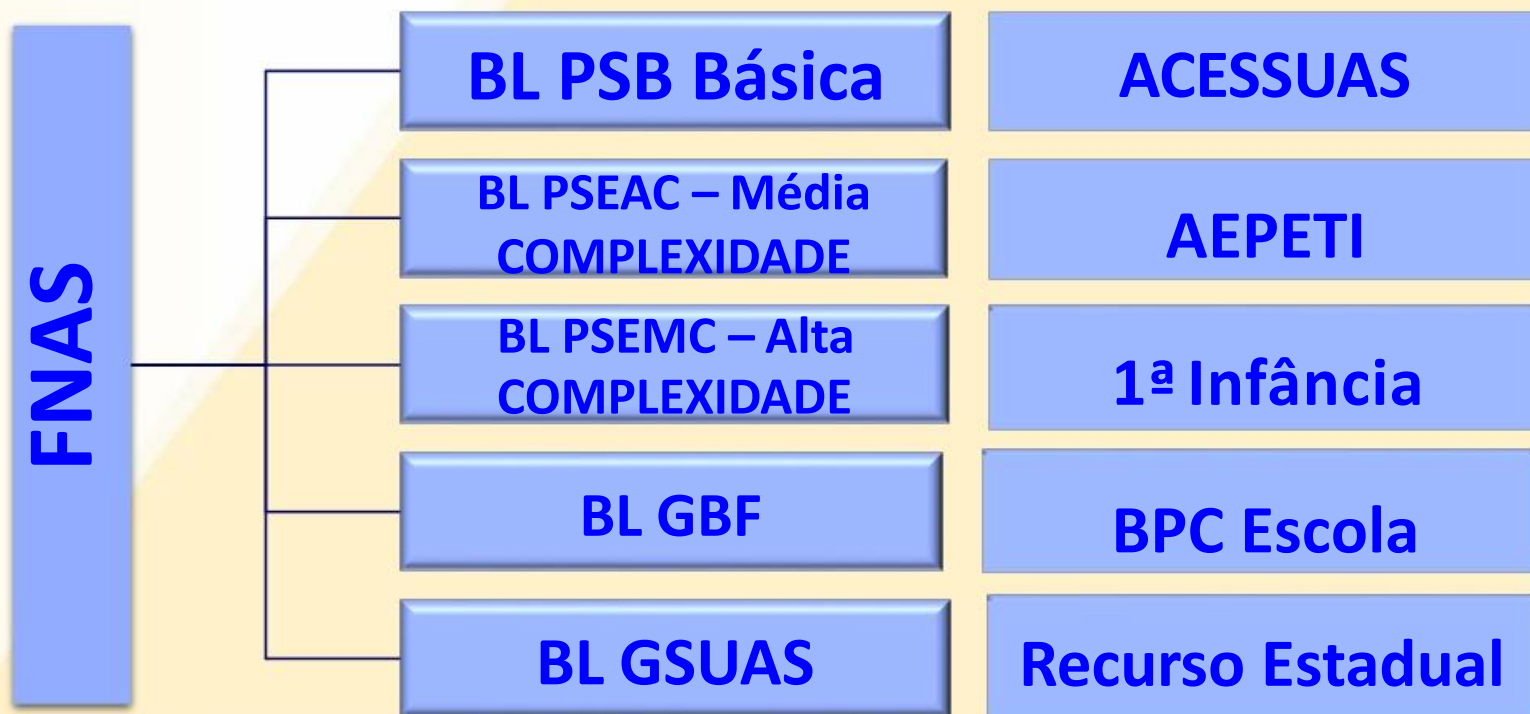 FNAS
BL PSB Básica
ACESSUAS
BL PSEAC – Média
COMPLEXIDADE
AEPETI
BL PSEMC – Alta
COMPLEXIDADE
1ª Infância
BL GBF
BPC Escola
BL GSUAS
Recurso Estadual